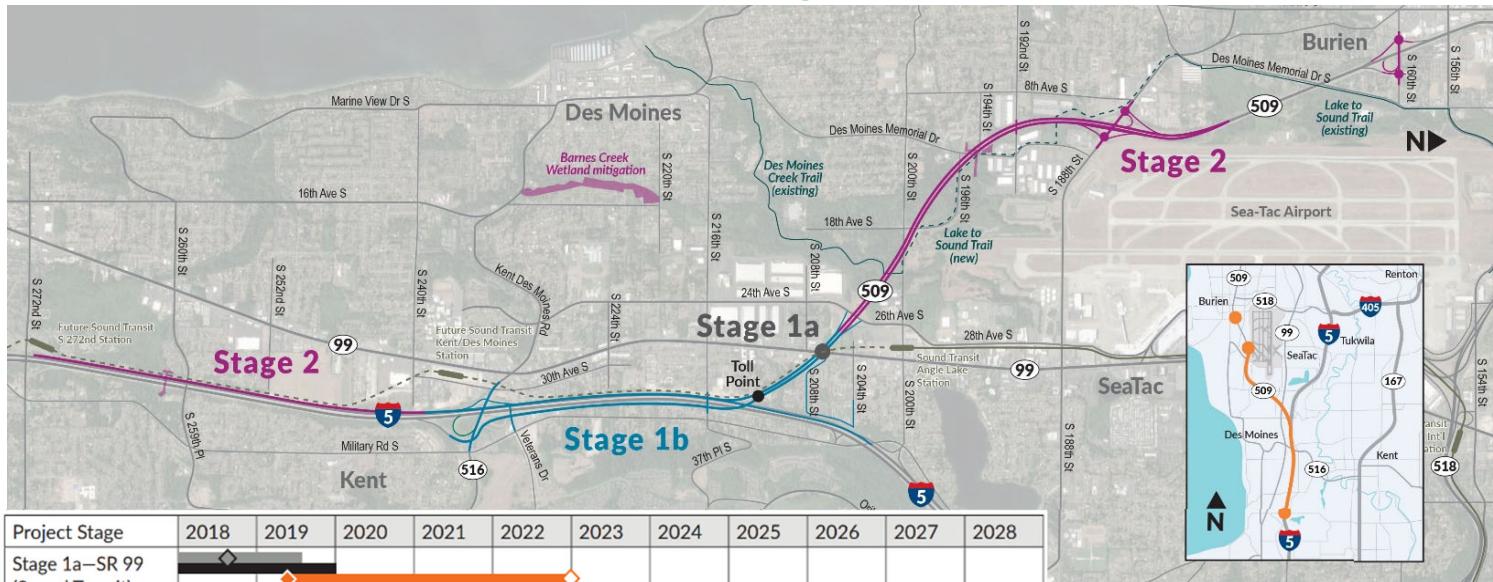 S 192nd St
Burien
S 160th St
S 156th St
Des Moines Memorial Dr S
8th Ave S
S 194th St
509
Lake to
Sound Trail
(existing)
Marine View Dr S
Des Moines
Des Moines Memorial Dr
N
Barnes Creek
Wetland mitigation
S 220th St
Des Moines
Creek Trail
(existing)
S 200th St
S 196th St
S 188th St
Stage 2
16th Ave S
S 216th St
18th Ave S
Lake to
Sound Trail
(new)
Sea-Tac Airport
S 260th St
S 252nd St
S 240th St
Kent Des Moines Rd
S 224th St
S 208th St
24th Ave S
509
26th Ave S
S 272nd St
Future Sound Transit
S 272nd Station
99
Future Sound Transit
Kent/Des Moines
Station
Stage 1a
28th Ave S
Stage 2
30th Ave S
Toll
Point
Sound Transit
Angle Lake
Station
99
SeaTac
S 154th St
5
S 208th St
S 204th St
S 200th St
S 188th St
S 259th Pl
Military Rd S
Stage 1b
Veterans Dr
37th Pl S
Kent
516
5
518
509
Renton
Burien
518
405
99
5
Tukwila
SeaTac
509
167
Des Moines
516
Kent
N
5
Project Stage 2018 2019 2020 2021 2022 2023 2024 2025 2026 2027 2028
Stage 1a—SR 99
(Sound Transit)